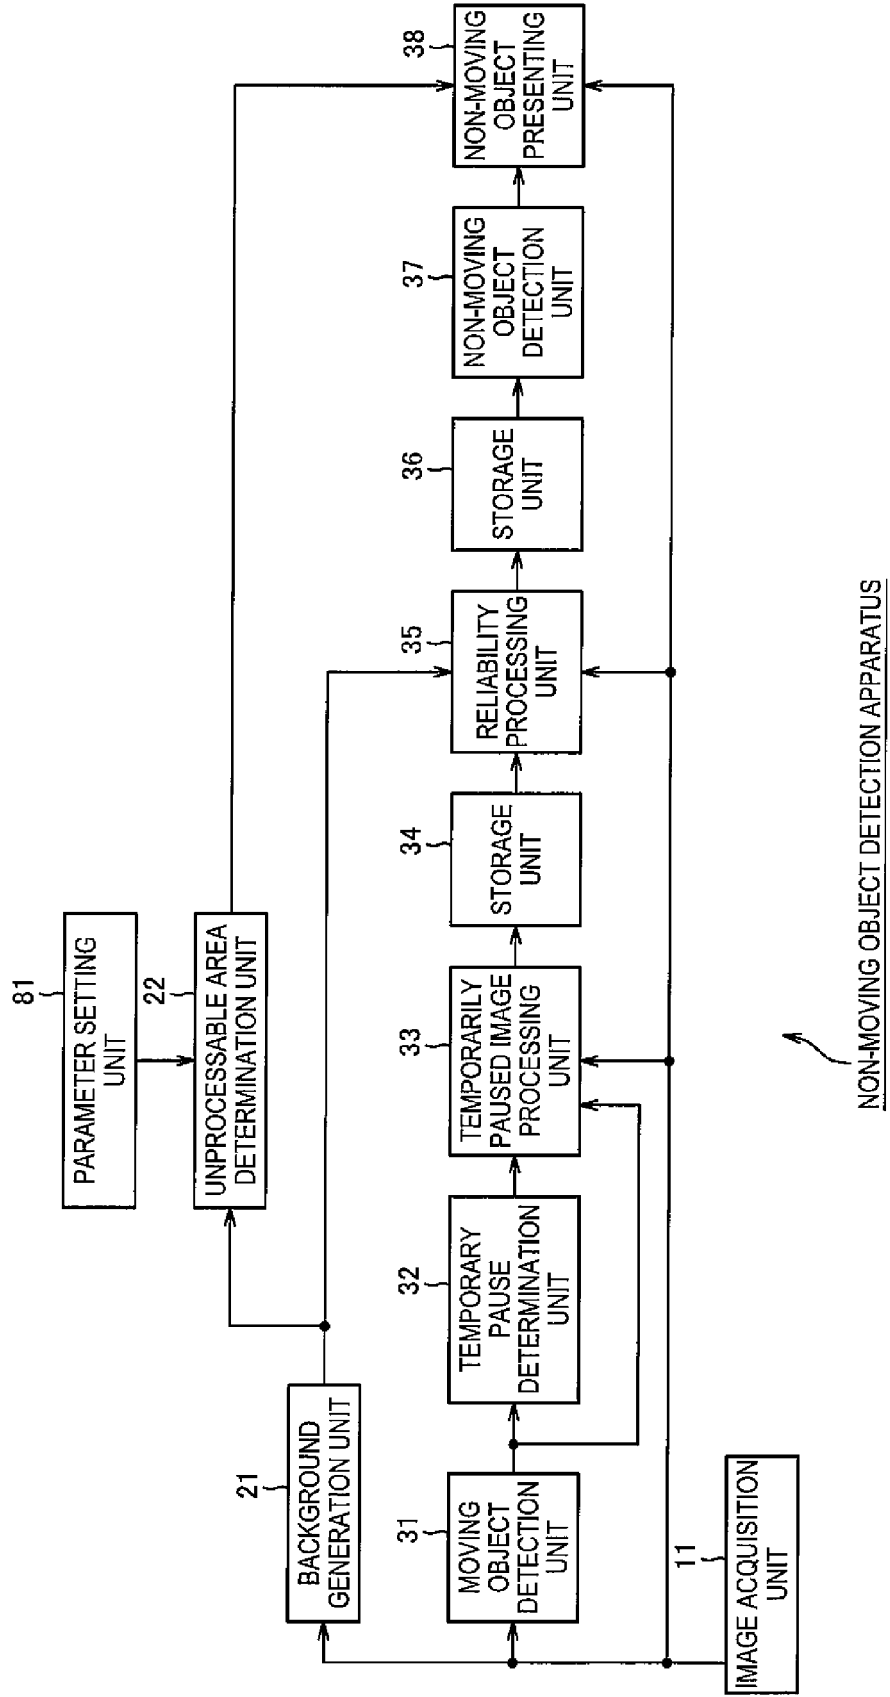 81
PARAMETER SETTING
UNIT
22
UNPROCESSABLE AREA
DETERMINATION UNIT
21
BACKGROUND
GENERATION UNIT
31
MOVING
OBJECT
DETECTION
UNIT
32
TEMPORARY
PAUSE
DETERMINATION
UNIT
33
TEMPORARILY
PAUSED IMAGE
PROCESSING
UNIT
34
STORAGE
UNIT
35
RELIABILITY
PROCESSING
UNIT
36
STORAGE
UNIT
37
NON-MOVING
OBJECT
DETECTION
UNIT
38
NON-MOVING
OBJECT
PRESENTING
UNIT
11
IMAGE ACQUISITION
UNIT
NON-MOVING OBJECT DETECTION APPARATUS